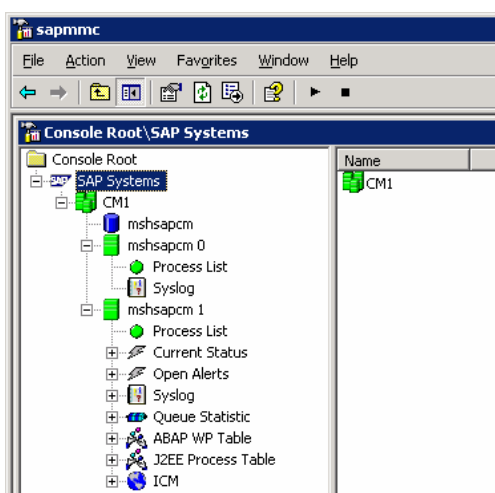 sapmmc
File Action View Favorites Window Help
Console Root\SAP Systems
Console Root
SAP SAP Systems
CM1
mshsapcm
mshsapcm 0
Process List
Syslog
mshsapcm 1
Process List
Current Status
Open Alerts
Syslog
Queue Statistic
ABAP WP Table
J2EE Process Table
ICM
Name
CM1